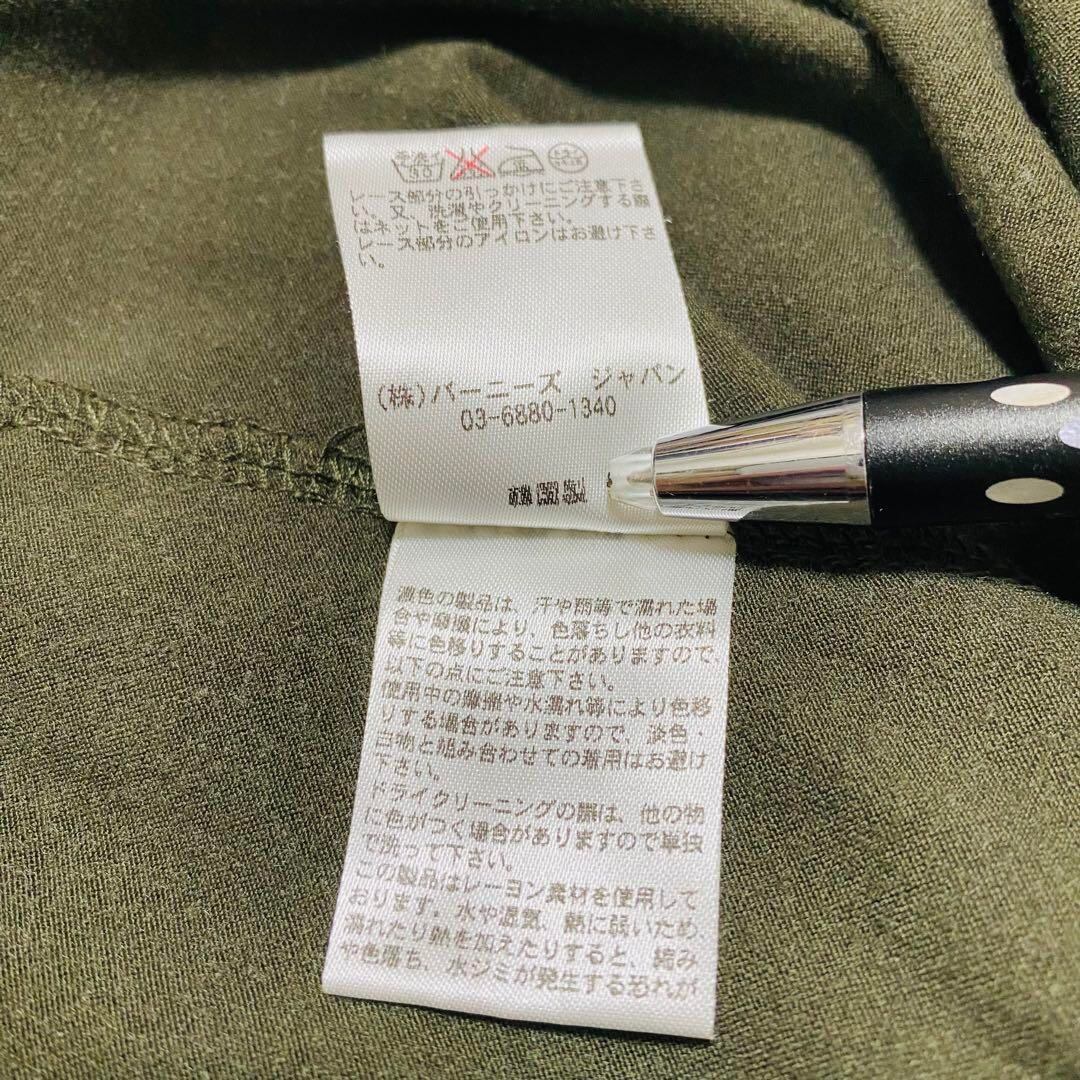 30
レース部分の引っかけにご注意下さ
い。又、洗濯やクリーニングする際
はネットをご使用下さい。
レース部分のアイロンはお避け下さ
い。
(株)バーニーズ ジャパン
03-6880-1340
濃色の製品は、汗や雨等で濡れた場
合や摩擦により、色落ちし他の衣料
等に色移りすることがありますので、
以下の点にご注意下さい。
使用中の摩擦や水濡れ等により色移
りする場合がありますので、淡色・
白物と組み合わせての着用はお避け
下さい。
ドライクリーニングの際は、他の物
に色がつく場合がありますので単独
で洗って下さい。
この製品はレーヨン素材を使用して
おります。水や湿気、熱に弱いため
濡れたり熱を加えたりすると、縮み
や色落ち、水ジミが発生する恐れが